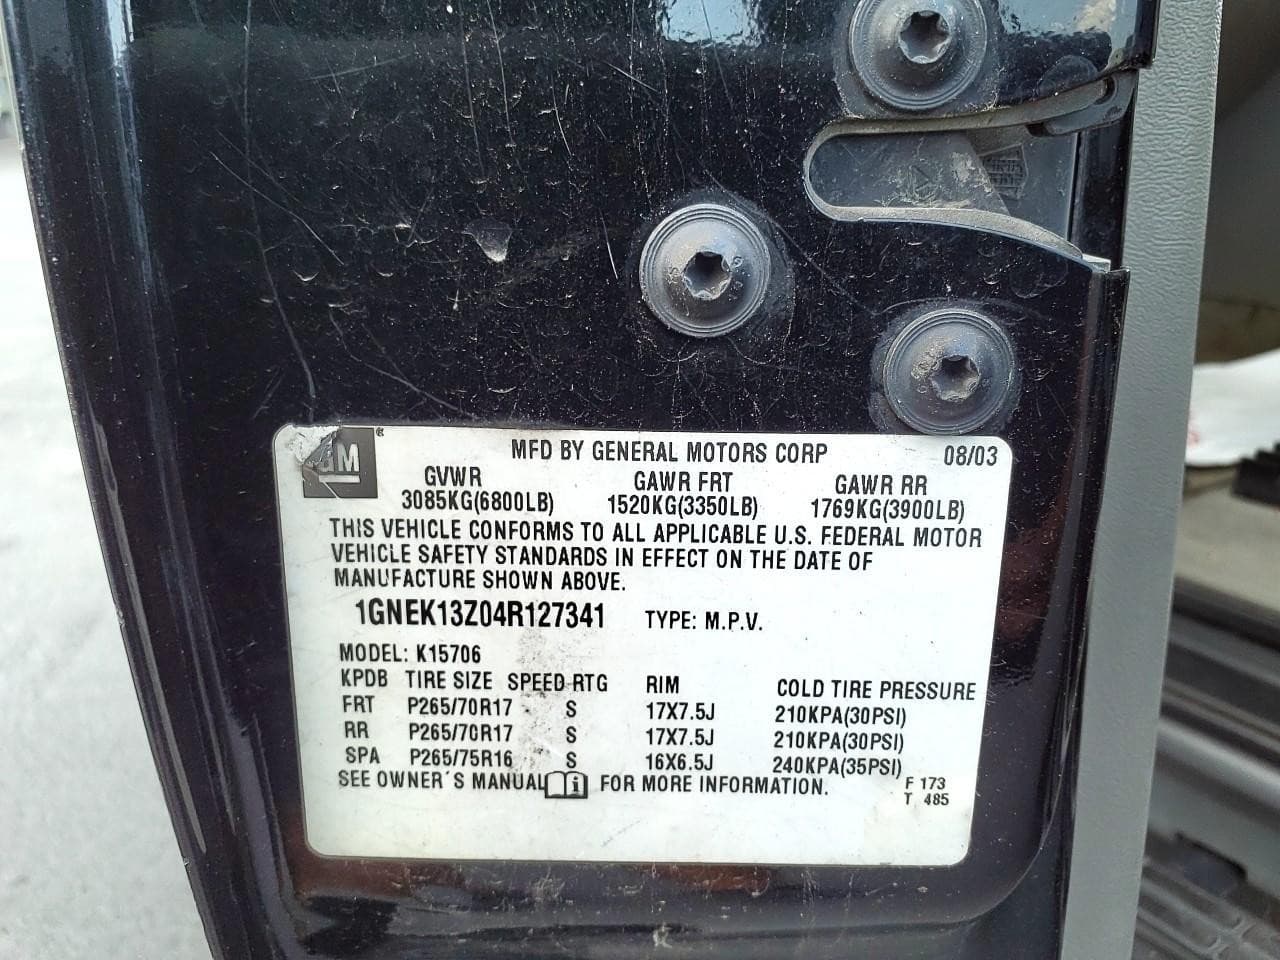 GM ®
MFD BY GENERAL MOTORS CORP 08/03
GVWR GAWR FRT GAWR RR
3085KG(6800LB) 1520KG(3350LB) 1769KG(3900LB)
THIS VEHICLE CONFORMS TO ALL APPLICABLE U.S. FEDERAL MOTOR
VEHICLE SAFETY STANDARDS IN EFFECT ON THE DATE OF
MANUFACTURE SHOWN ABOVE.
1GNEK13Z04R127341 TYPE: M.P.V.
MODEL: K15706
KPDB TIRE SIZE SPEED RTG RIM COLD TIRE PRESSURE
FRT P265/70R17 S 17X7.5J 210KPA(30PSI)
RR P265/70R17 S 17X7.5J 210KPA(30PSI)
SPA P265/75R16 S 16X6.5J 240KPA(35PSI)
SEE OWNER'S MANUAL FOR MORE INFORMATION.
F 173
T 485